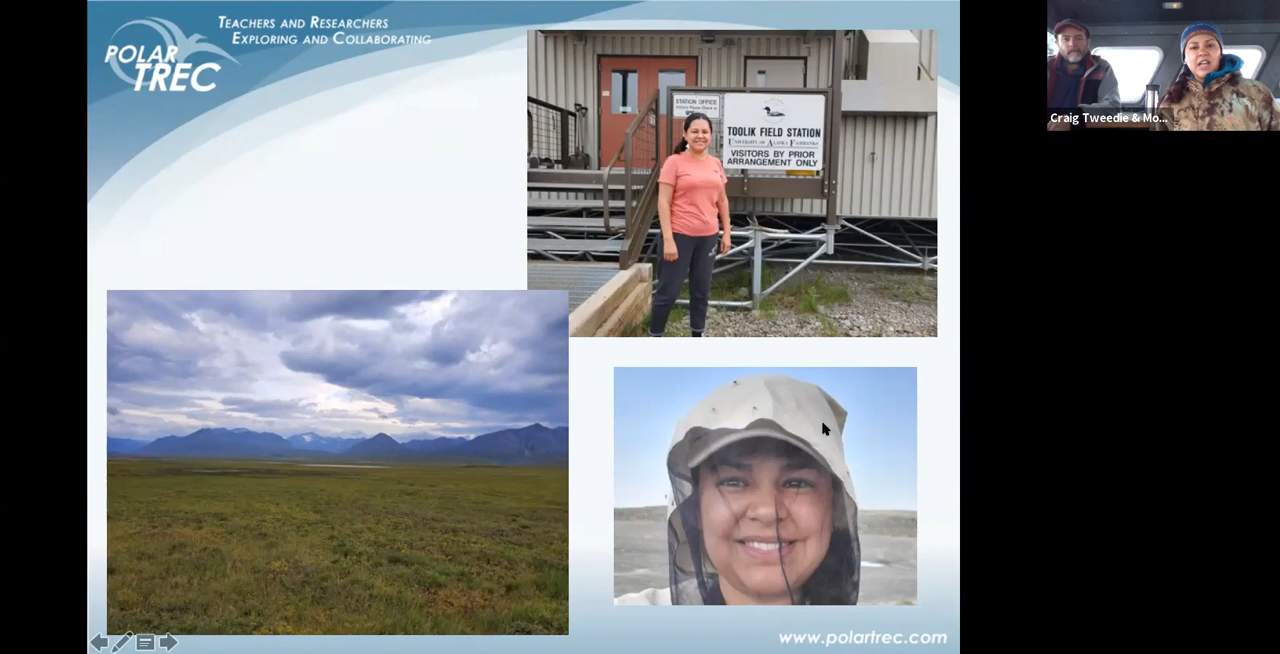 TEACHERS AND RESEARCHERS
EXPLORING AND COLLABORATING
POLAR
TREC
STATION OFFICE
TOOLIK FIELD STATION
UNIVERSITY OF ALASKA FAIRBANKS
VISITORS BY PRIOR
ARRANGEMENT ONLY
Craig Tweedie & Mo...
www.polartrec.com